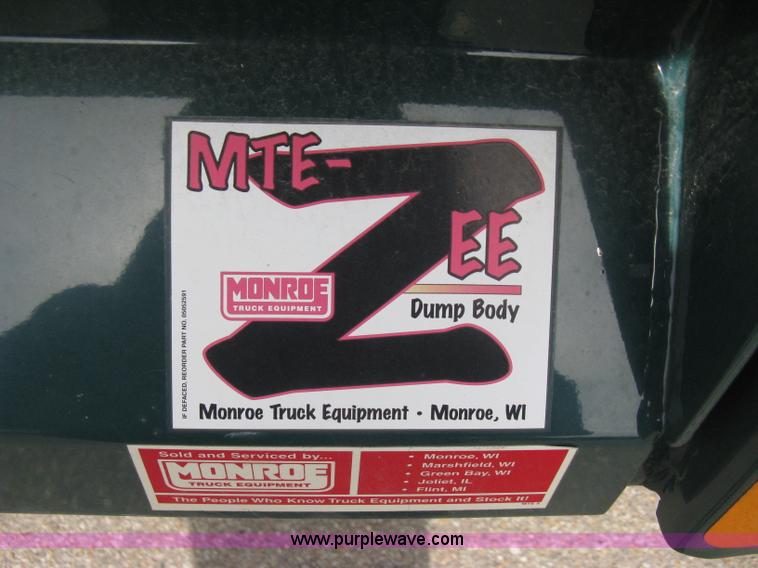 MTE-ZEE
MONROE
TRUCK EQUIPMENT
Dump Body
IF DEFACED, REORDER PART NO. 05052591
Monroe Truck Equipment • Monroe, WI
Sold and Serviced by...
MONROE
TRUCK EQUIPMENT
• Monroe, WI
• Marshfield, WI
• Green Bay, WI
• Joliet, IL
• Flint, MI
The People Who Know Truck Equipment and Stock It!
www.purplewave.com